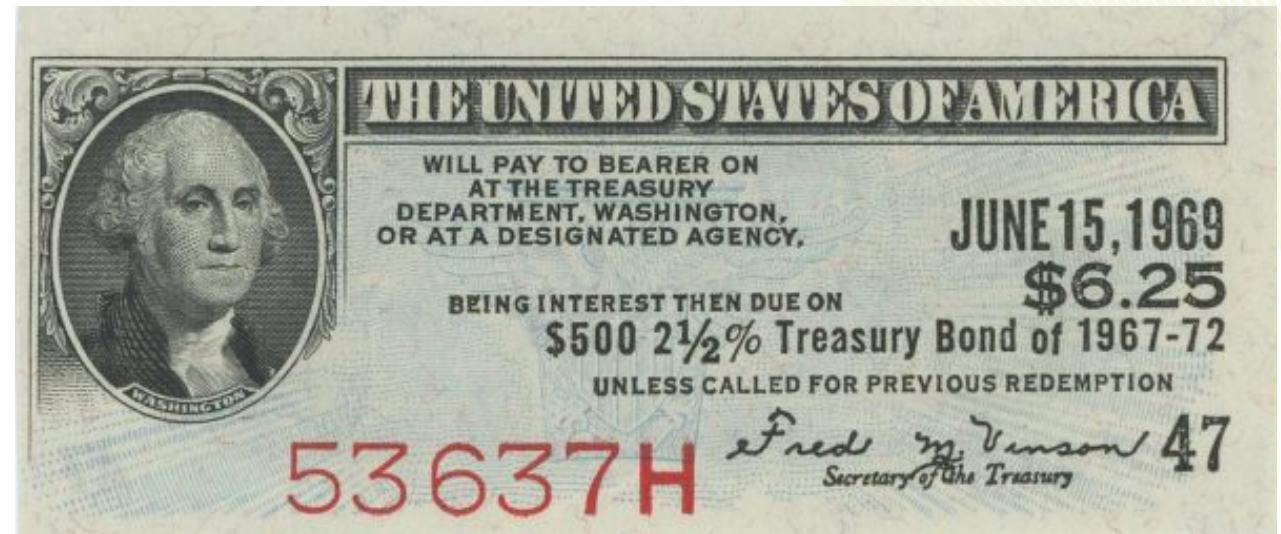 THE UNITED STATES OF AMERICA
WILL PAY TO BEARER ON
AT THE TREASURY
DEPARTMENT, WASHINGTON,
OR AT A DESIGNATED AGENCY,
JUNE 15, 1969
$6.25
BEING INTEREST THEN DUE ON
$500 2½% Treasury Bond of 1967-72
UNLESS CALLED FOR PREVIOUS REDEMPTION
WASHINGTON
53637H
Fred M. Vinson 47
Secretary of the Treasury